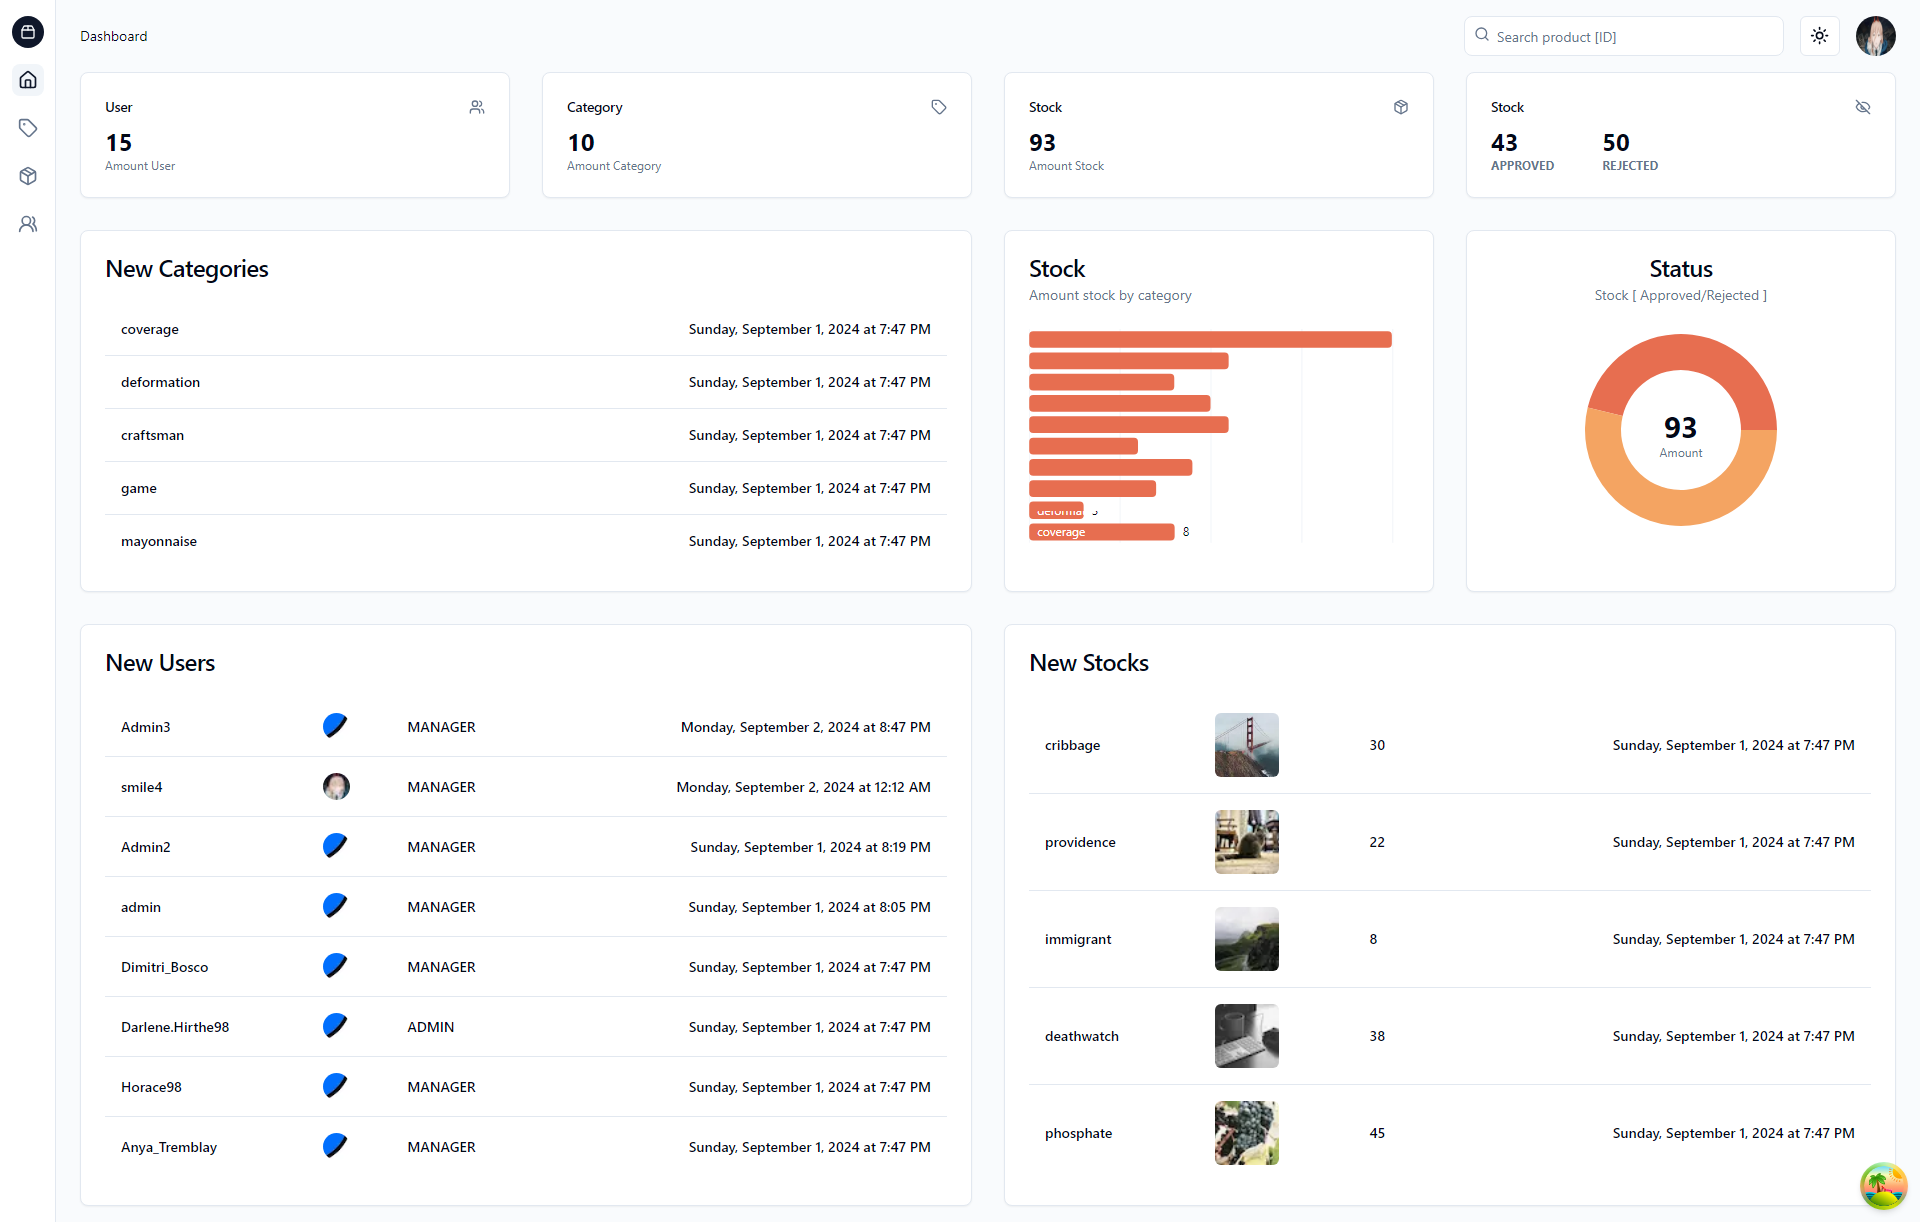 Dashboard
Search product [ID]
User
15
Amount User
Category
10
Amount Category
Stock
93
Amount Stock
Stock
43 50
APPROVED REJECTED
New Categories
coverage Sunday, September 1, 2024 at 7:47 PM
deformation Sunday, September 1, 2024 at 7:47 PM
craftsman Sunday, September 1, 2024 at 7:47 PM
game Sunday, September 1, 2024 at 7:47 PM
mayonnaise Sunday, September 1, 2024 at 7:47 PM
Stock
Amount stock by category
coverage 8
Status
Stock [ Approved/Rejected ]
93
Amount
New Users
Admin3 MANAGER Monday, September 2, 2024 at 8:47 PM
smile4 MANAGER Monday, September 2, 2024 at 12:12 AM
Admin2 MANAGER Sunday, September 1, 2024 at 8:19 PM
admin MANAGER Sunday, September 1, 2024 at 8:05 PM
Dimitri_Bosco MANAGER Sunday, September 1, 2024 at 7:47 PM
Darlene.Hirthe98 ADMIN Sunday, September 1, 2024 at 7:47 PM
Horace98 MANAGER Sunday, September 1, 2024 at 7:47 PM
Anya_Tremblay MANAGER Sunday, September 1, 2024 at 7:47 PM
New Stocks
cribbage 30 Sunday, September 1, 2024 at 7:47 PM
providence 22 Sunday, September 1, 2024 at 7:47 PM
immigrant 8 Sunday, September 1, 2024 at 7:47 PM
deathwatch 38 Sunday, September 1, 2024 at 7:47 PM
phosphate 45 Sunday, September 1, 2024 at 7:47 PM